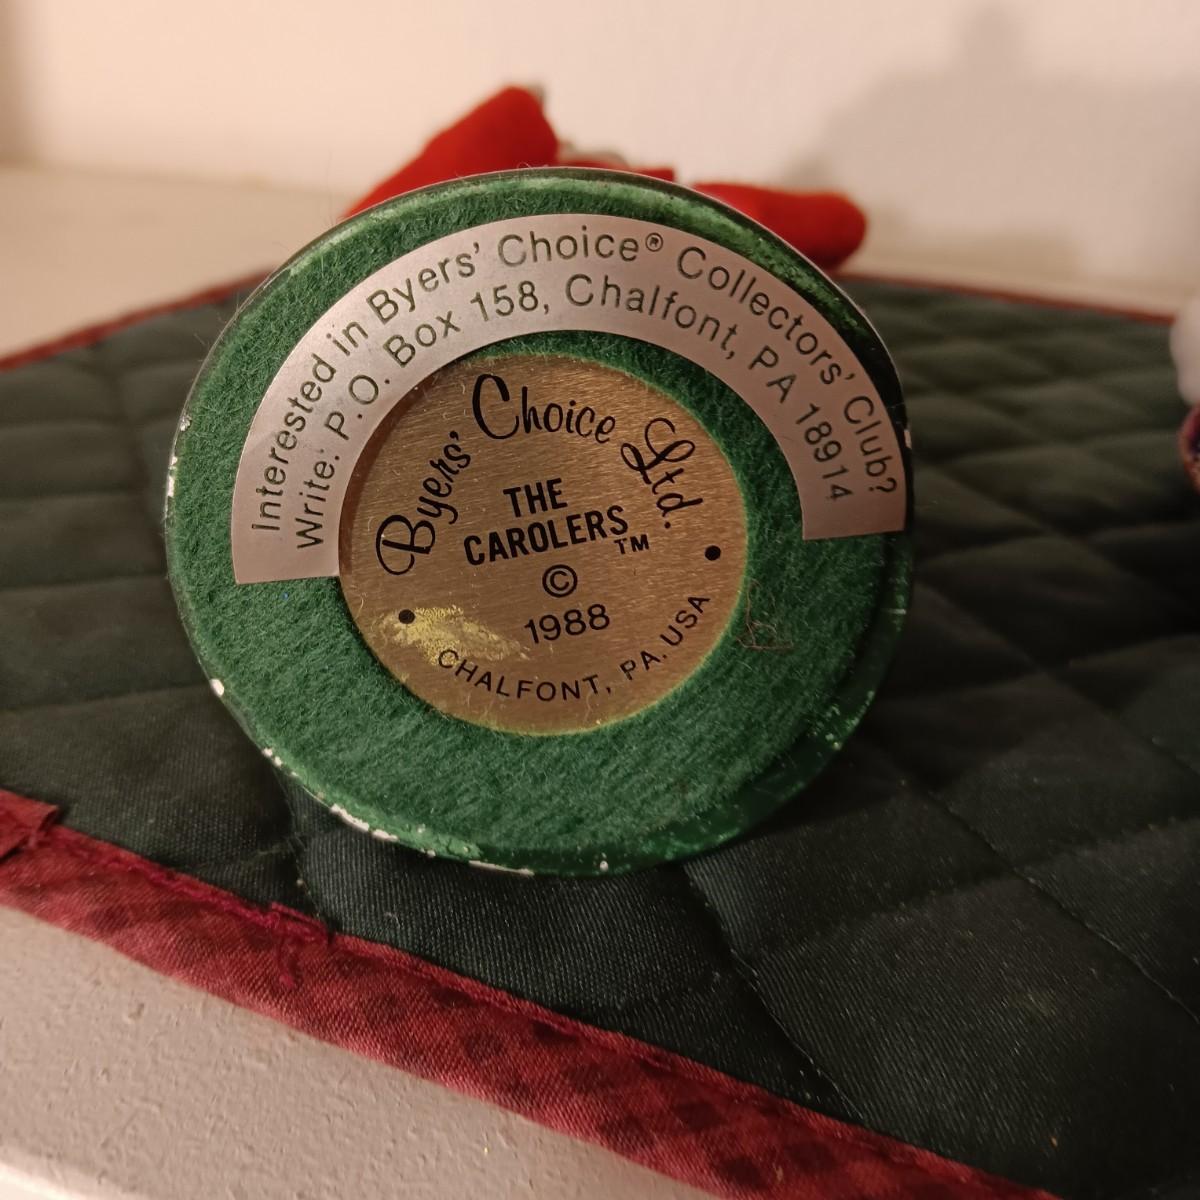 Interested in Byers' Choice® Collectors' Club?
Write: P.O. Box 158, Chalfont, PA 18914
Byers' Choice Ltd.
THE
CAROLERS™
©
1988
CHALFONT, PA. USA